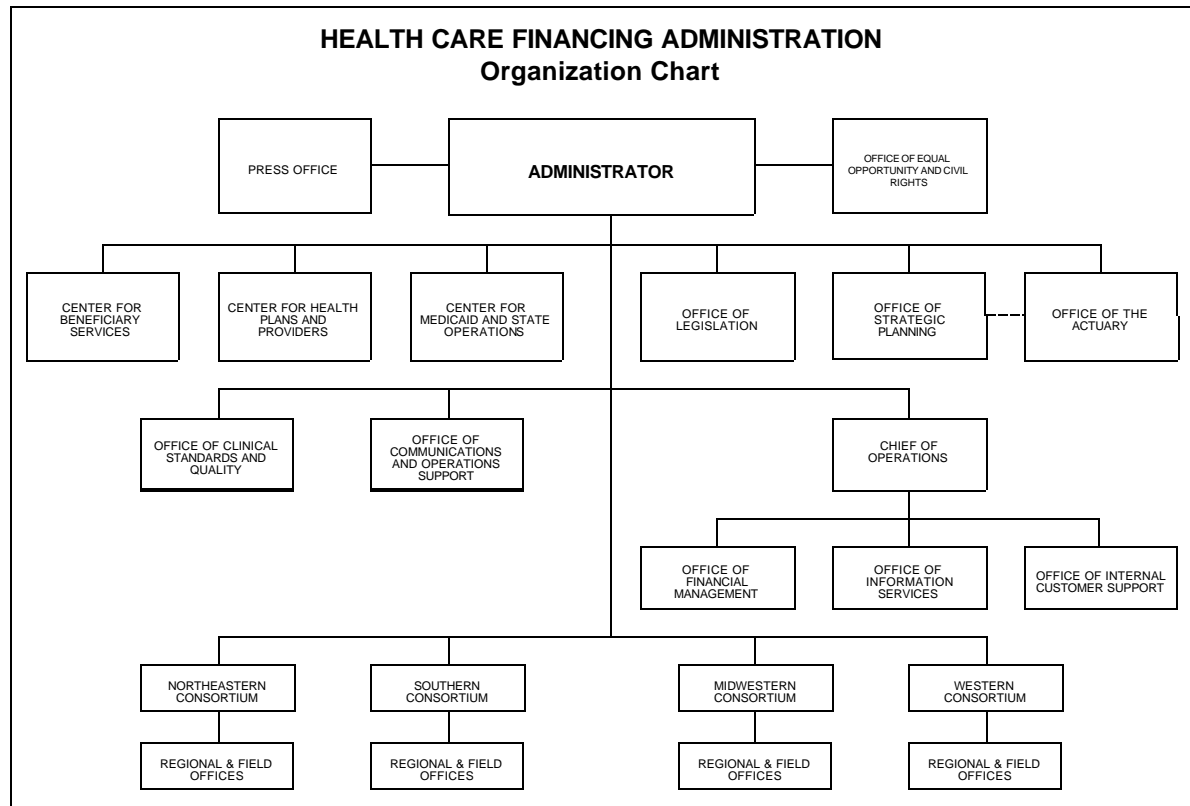 HEALTH CARE FINANCING ADMINISTRATION
Organization Chart
PRESS OFFICE
ADMINISTRATOR
OFFICE OF EQUAL
OPPORTUNITY AND CIVIL
RIGHTS
CENTER FOR
BENEFICIARY
SERVICES
CENTER FOR HEALTH
PLANS AND
PROVIDERS
CENTER FOR
MEDICAID AND STATE
OPERATIONS
OFFICE OF
LEGISLATION
OFFICE OF
STRATEGIC
PLANNING
OFFICE OF THE
ACTUARY
OFFICE OF CLINICAL
STANDARDS AND
QUALITY
OFFICE OF
COMMUNICATIONS
AND OPERATIONS
SUPPORT
CHIEF OF
OPERATIONS
OFFICE OF
FINANCIAL
MANAGEMENT
OFFICE OF
INFORMATION
SERVICES
OFFICE OF INTERNAL
CUSTOMER SUPPORT
NORTHEASTERN
CONSORTIUM
SOUTHERN
CONSORTIUM
MIDWESTERN
CONSORTIUM
WESTERN
CONSORTIUM
REGIONAL & FIELD
OFFICES
REGIONAL & FIELD
OFFICES
REGIONAL & FIELD
OFFICES
REGIONAL & FIELD
OFFICES